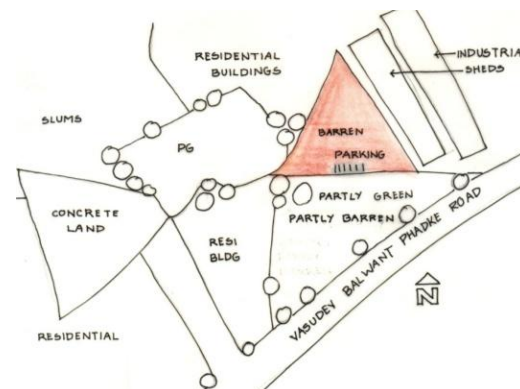 RESIDENTIAL
BUILDINGS
INDUSTRIA
SHEDS
SLUMS
BARREN
PG
PARKING
PARTLY GREEN
PARTLY BARREN
CONCRETE
LAND
RESI
BLDG
VASUDEV BALWANT PHADKE ROAD
N
RESIDENTIAL